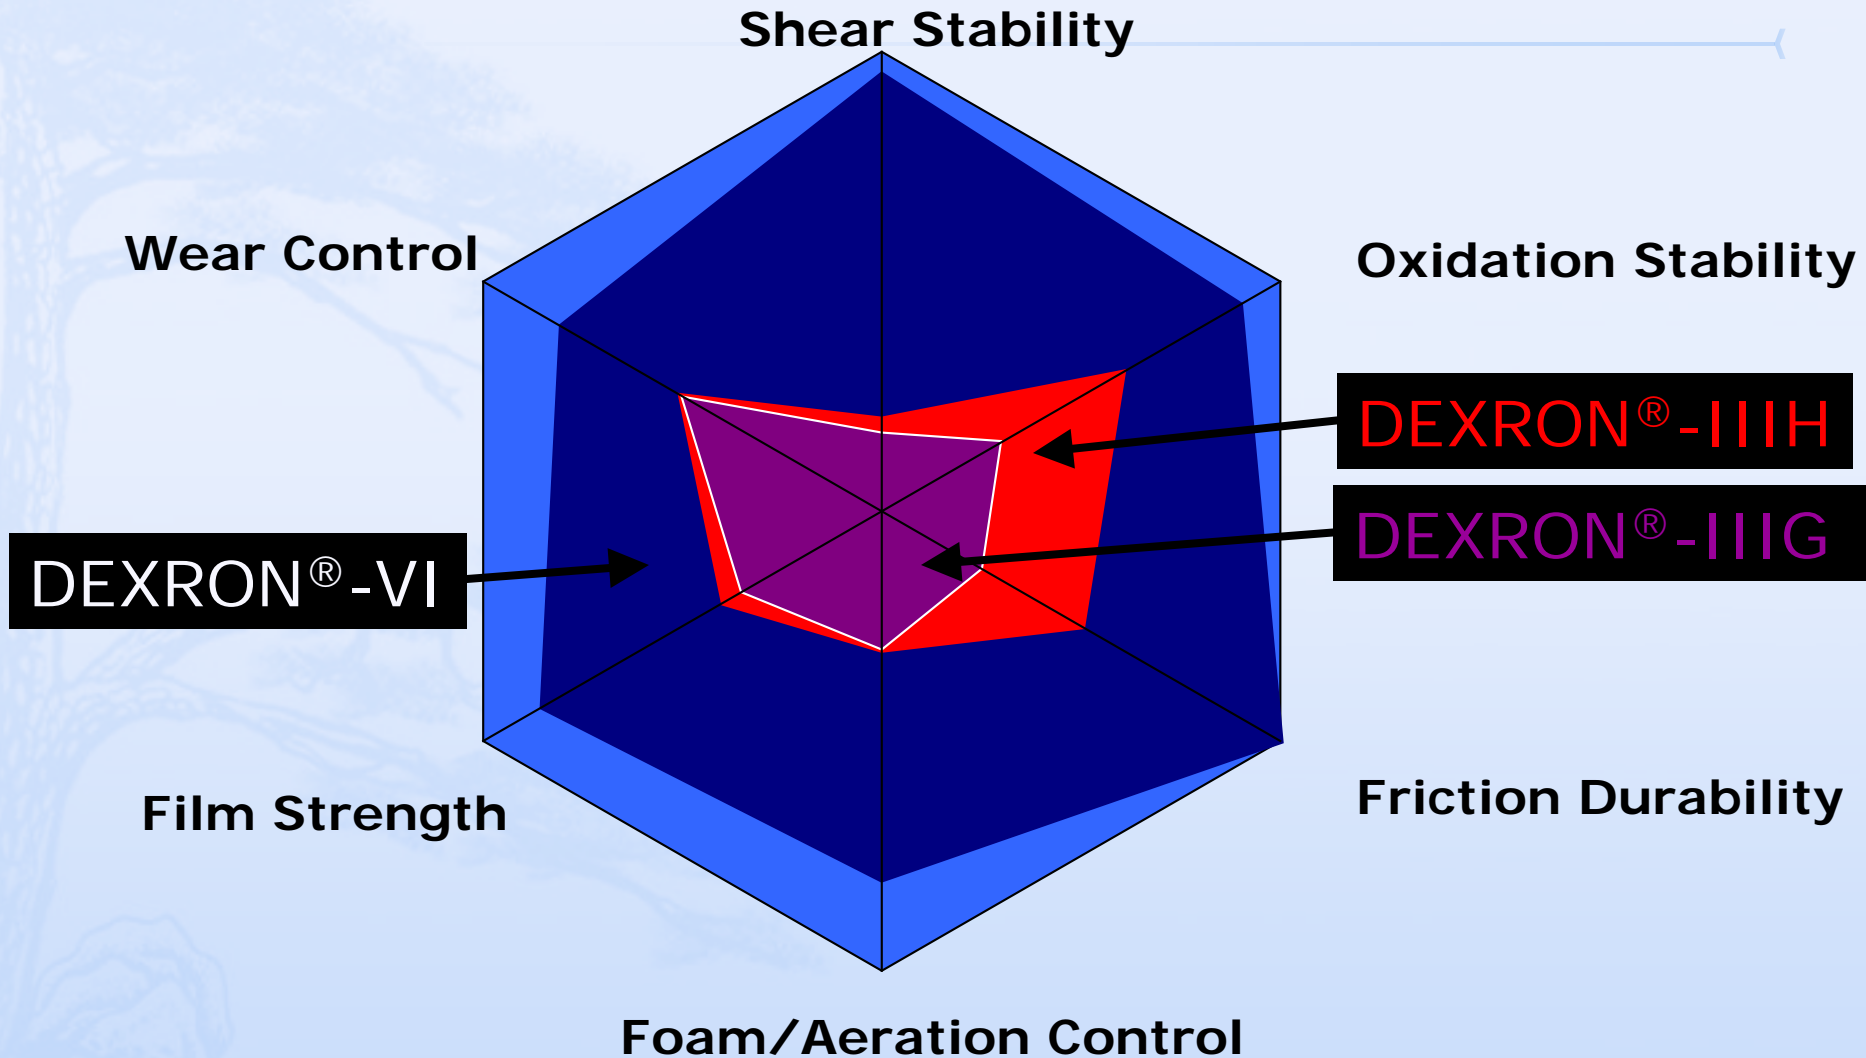 Shear Stability
Wear Control
Oxidation Stability
DEXRON®-IIIH
DEXRON®-IIIG
DEXRON®-VI
Film Strength
Friction Durability
Foam/Aeration Control